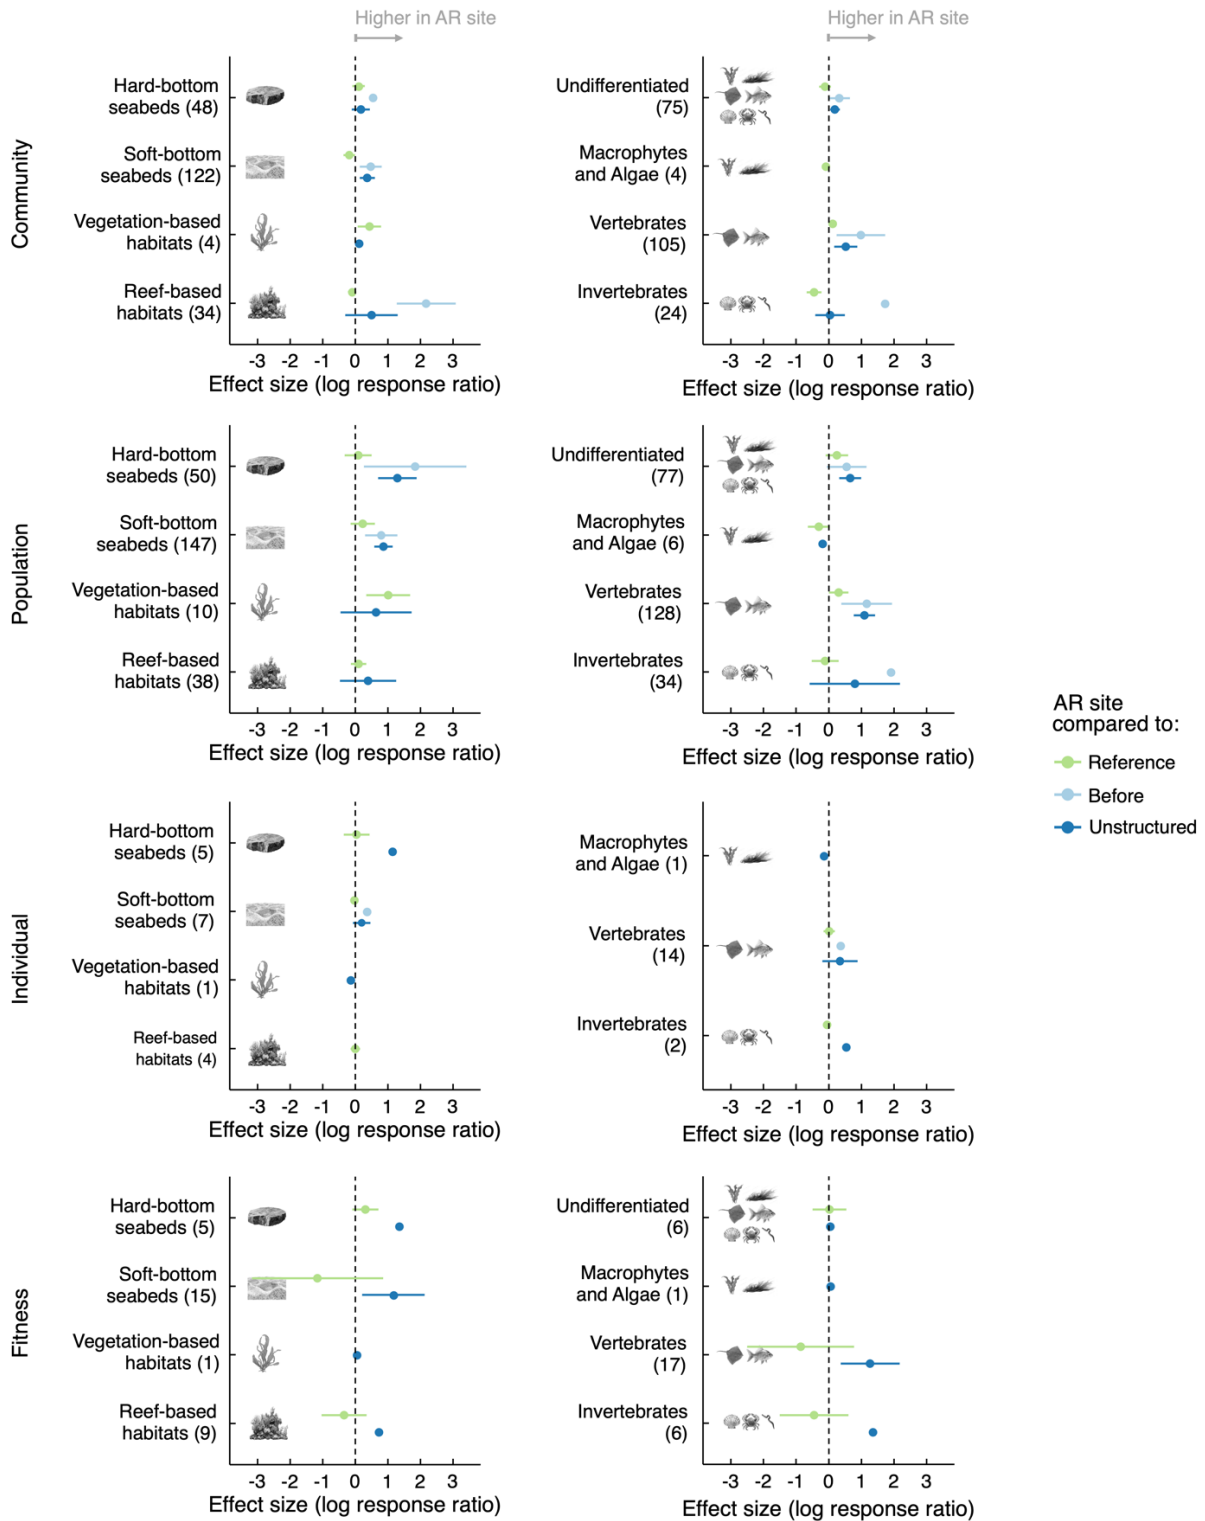 Higher in AR site
Higher in AR site
Community
Hard-bottom
seabeds (48)
Soft-bottom
seabeds (122)
Vegetation-based
habitats (4)
Reef-based
habitats (34)
-3 -2 -1 0 1 2 3
Effect size (log response ratio)
Undifferentiated
(75)
Macrophytes
and Algae (4)
Vertebrates
(105)
Invertebrates
(24)
-3 -2 -1 0 1 2 3
Effect size (log response ratio)
Population
Hard-bottom
seabeds (50)
Soft-bottom
seabeds (147)
Vegetation-based
habitats (10)
Reef-based
habitats (38)
-3 -2 -1 0 1 2 3
Effect size (log response ratio)
Undifferentiated
(77)
Macrophytes
and Algae (6)
Vertebrates
(128)
Invertebrates
(34)
-3 -2 -1 0 1 2 3
Effect size (log response ratio)
AR site
compared to:
Reference
Before
Unstructured
Individual
Hard-bottom
seabeds (5)
Soft-bottom
seabeds (7)
Vegetation-based
habitats (1)
Reef-based
habitats (4)
-3 -2 -1 0 1 2 3
Effect size (log response ratio)
Macrophytes
and Algae (1)
Vertebrates
(14)
Invertebrates
(2)
-3 -2 -1 0 1 2 3
Effect size (log response ratio)
Fitness
Hard-bottom
seabeds (5)
Soft-bottom
seabeds (15)
Vegetation-based
habitats (1)
Reef-based
habitats (9)
-3 -2 -1 0 1 2 3
Effect size (log response ratio)
Undifferentiated
(6)
Macrophytes
and Algae (1)
Vertebrates
(17)
Invertebrates
(6)
-3 -2 -1 0 1 2 3
Effect size (log response ratio)